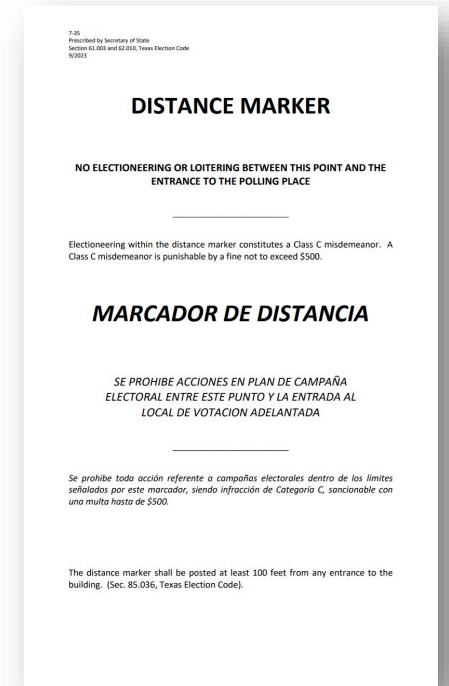 7-35
Prescribed by Secretary of State
Section 61.003 and 62.010, Texas Election Code
9/2023
DISTANCE MARKER
NO ELECTIONEERING OR LOITERING BETWEEN THIS POINT AND THE
ENTRANCE TO THE POLLING PLACE
Electioneering within the distance marker constitutes a Class C misdemeanor. A
Class C misdemeanor is punishable by a fine not to exceed $500.
MARCADOR DE DISTANCIA
SE PROHIBE ACCIONES EN PLAN DE CAMPAÑA
ELECTORAL ENTRE ESTE PUNTO Y LA ENTRADA AL
LOCAL DE VOTACION ADELANTADA
Se prohibe toda acción referente a campañas electorales dentro de los límites
señalados por este marcador, siendo infracción de Categoría C, sancionable con
una multa hasta de $500.
The distance marker shall be posted at least 100 feet from any entrance to the
building. (Sec. 85.036, Texas Election Code).